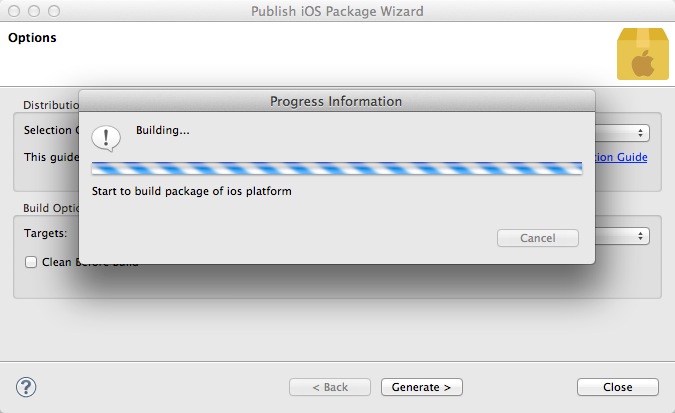 Publish iOS Package Wizard
Options
Progress Information
Building...
Start to build package of ios platform
Cancel
Distributio
Selection
This guide
Guide
Build Optio
Targets:
Clean Before Build
?
< Back
Generate >
Close